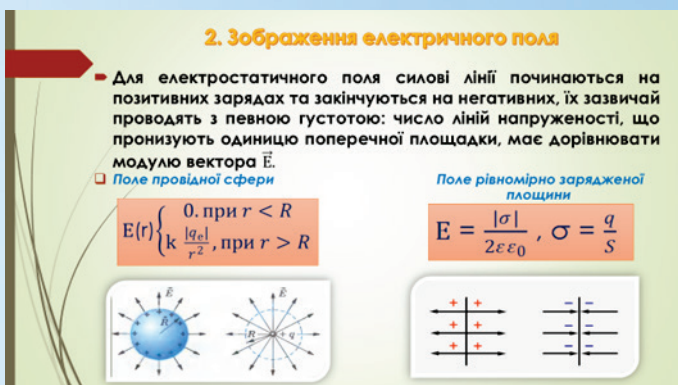 2. Зображення електричного поля
Для електростатичного поля силові лінії починаються на
позитивних зарядах та закінчуються на негативних, їх зазвичай
проводять з певною густотою: число ліній напруженості, що
пронизують одиницю поперечної площадки, має дорівнювати
модулю вектора E⃗.
Поле провідної сфери
E(r){ 0. при r < R
k |qₑ|/r², при r > R
Поле рівномірно зарядженої
площини
E = |σ|/2εε₀ , σ = q/S
E⃗
R
E⃗
R
+ q
+ +
+ +
+ +
− −
− −
− −